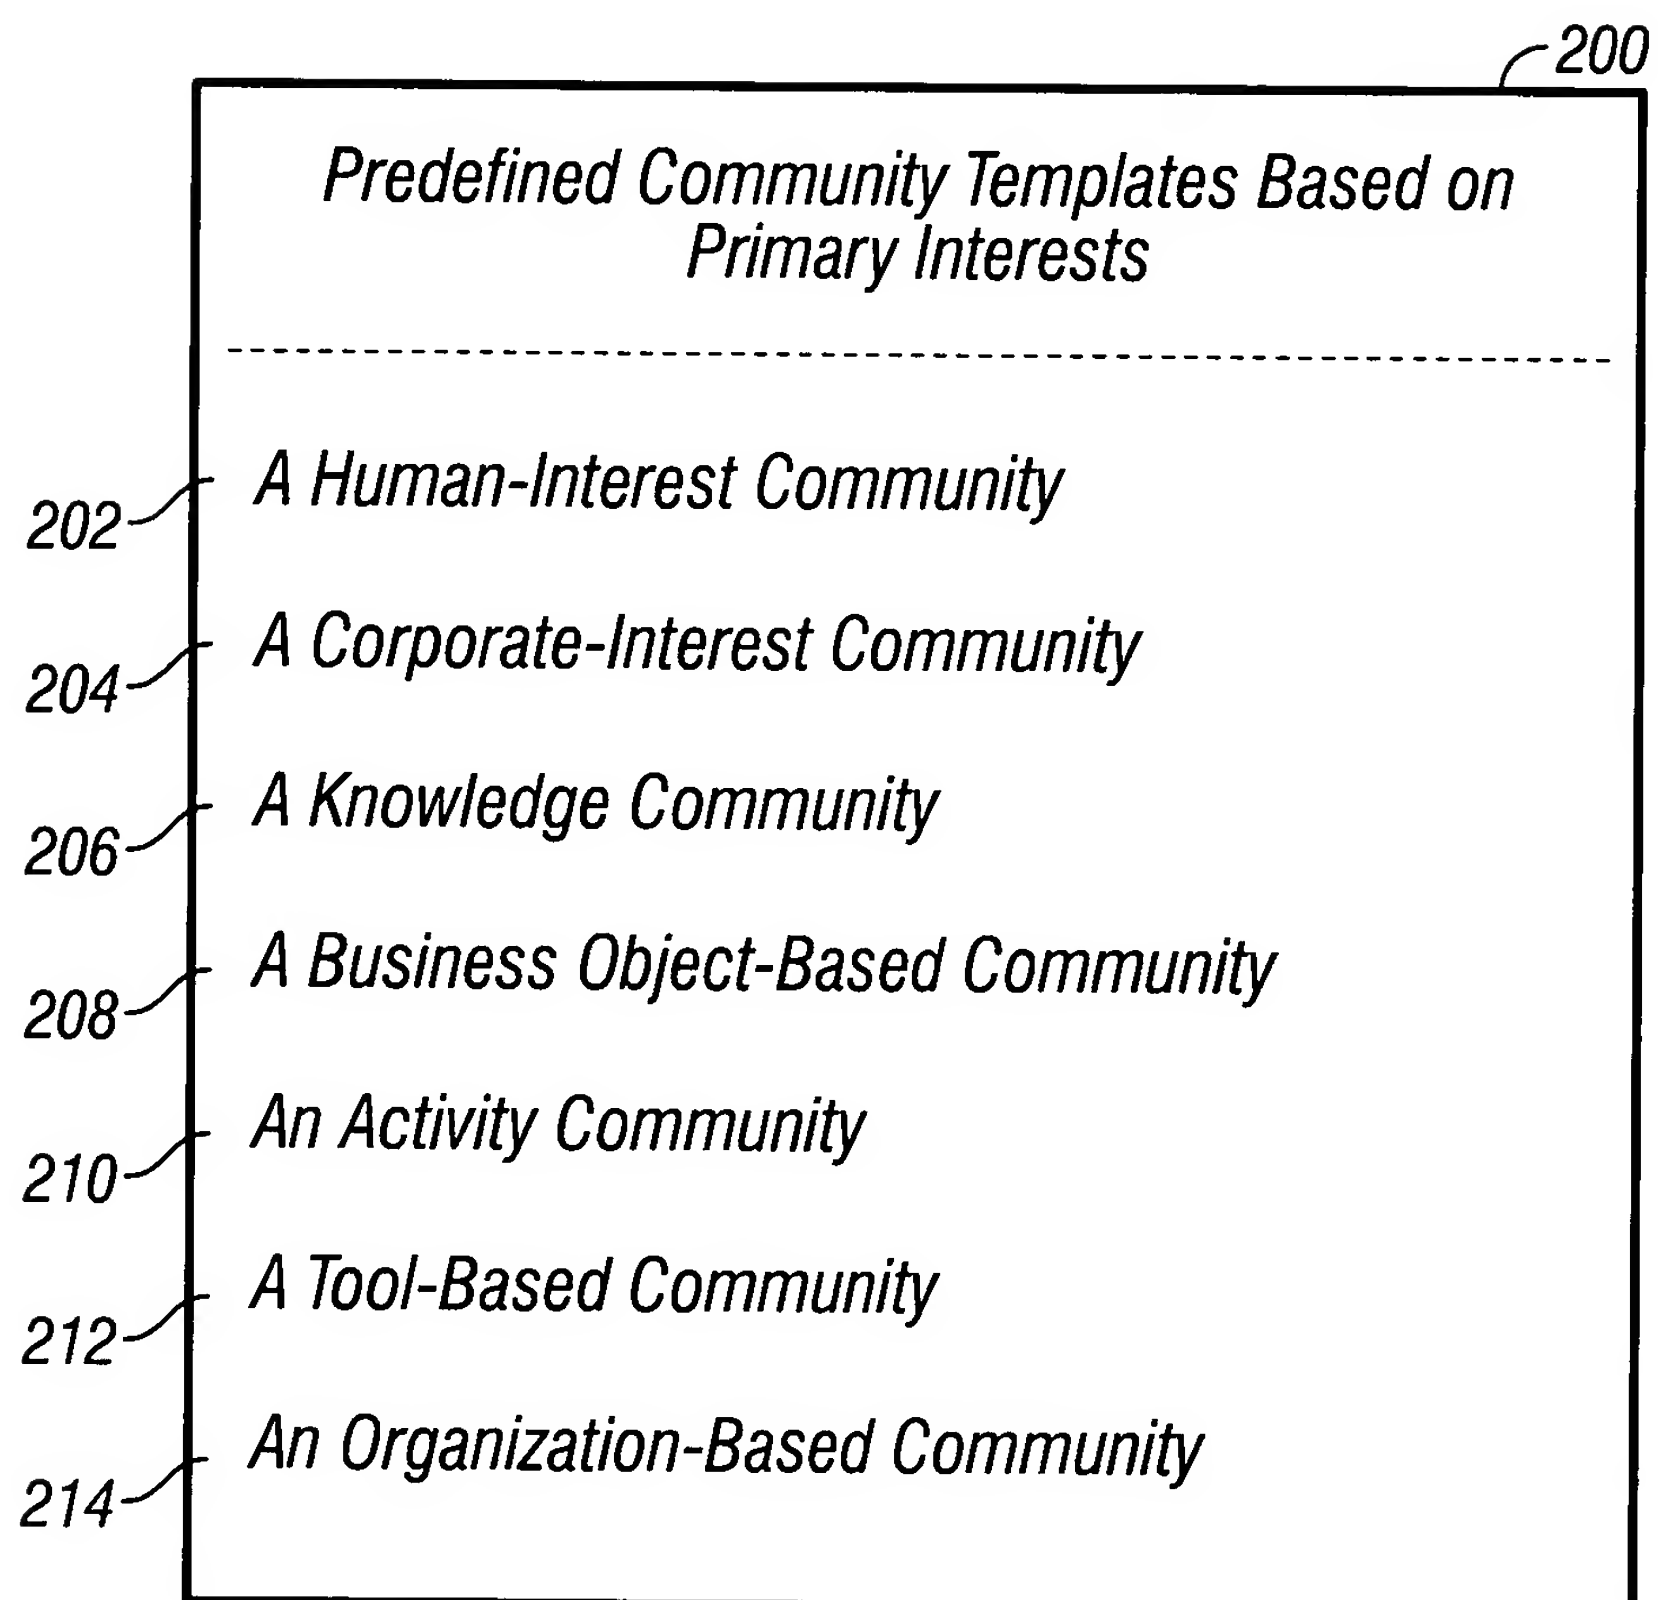 200
Predefined Community Templates Based on
Primary Interests
A Human-Interest Community
202
A Corporate-Interest Community
204
A Knowledge Community
206
A Business Object-Based Community
208
An Activity Community
210
A Tool-Based Community
212
An Organization-Based Community
214